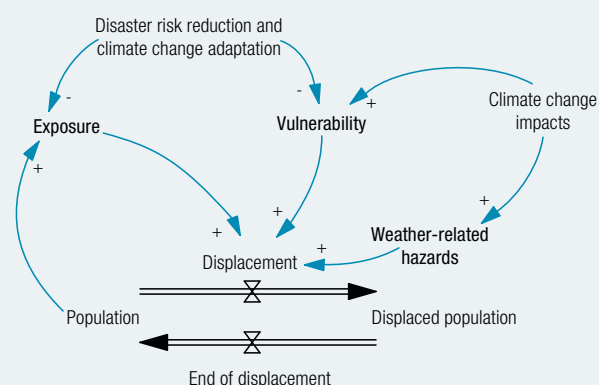 Disaster risk reduction and
climate change adaptation
-
-
+
Climate change
impacts
Exposure
Vulnerability
+
+
+
+
Weather-related
hazards
+
+
Displacement
Population
Displaced population
End of displacement